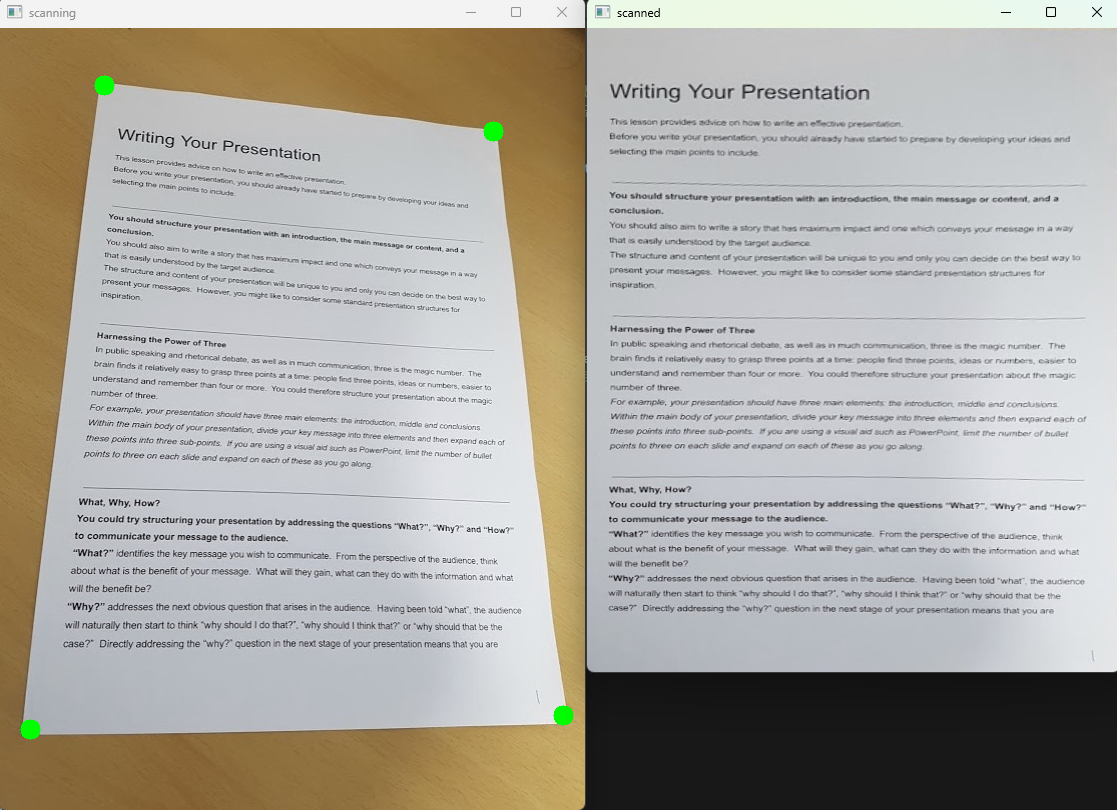 scanning
Writing Your Presentation
This lesson provides advice on how to write an effective presentation.
Before you write your presentation, you should already have started to prepare by developing your ideas and
selecting the main points to include.
You should structure your presentation with an introduction, the main message or content, and a
conclusion.
You should also aim to write a story that has maximum impact and one which conveys your message in a way
that is easily understood by the target audience.
The structure and content of your presentation will be unique to you and only you can decide on the best way to
present your messages. However, you might like to consider some standard presentation structures for
inspiration.
Harnessing the Power of Three
In public speaking and rhetorical debate, as well as in much communication, three is the magic number. The
brain finds it relatively easy to grasp three points at a time: people find three points, ideas or numbers, easier to
understand and remember than four or more. You could therefore structure your presentation about the magic
number of three.
For example, your presentation should have three main elements: the introduction, middle and conclusions.
Within the main body of your presentation, divide your key message into three elements and then expand each of
these points into three sub-points. If you are using a visual aid such as PowerPoint, limit the number of bullet
points to three on each slide and expand on each of these as you go along.
What, Why, How?
You could try structuring your presentation by addressing the questions “What?”, “Why?” and “How?”
to communicate your message to the audience.
“What?” identifies the key message you wish to communicate. From the perspective of the audience, think
about what is the benefit of your message. What will they gain, what can they do with the information and what
will the benefit be?
“Why?” addresses the next obvious question that arises in the audience. Having been told “what”, the audience
will naturally then start to think “why should I do that?”, “why should I think that?” or “why should that be the
case?” Directly addressing the “why?” question in the next stage of your presentation means that you are
scanned
Writing Your Presentation
This lesson provides advice on how to write an effective presentation.
Before you write your presentation, you should already have started to prepare by developing your ideas and
selecting the main points to include.
You should structure your presentation with an introduction, the main message or content, and a
conclusion.
You should also aim to write a story that has maximum impact and one which conveys your message in a way
that is easily understood by the target audience.
The structure and content of your presentation will be unique to you and only you can decide on the best way to
present your messages. However, you might like to consider some standard presentation structures for
inspiration.
Harnessing the Power of Three
In public speaking and rhetorical debate, as well as in much communication, three is the magic number. The
brain finds it relatively easy to grasp three points at a time: people find three points, ideas or numbers, easier to
understand and remember than four or more. You could therefore structure your presentation about the magic
number of three.
For example, your presentation should have three main elements: the introduction, middle and conclusions.
Within the main body of your presentation, divide your key message into three elements and then expand each of
these points into three sub-points. If you are using a visual aid such as PowerPoint, limit the number of bullet
points to three on each slide and expand on each of these as you go along.
What, Why, How?
You could try structuring your presentation by addressing the questions “What?”, “Why?” and “How?”
to communicate your message to the audience.
“What?” identifies the key message you wish to communicate. From the perspective of the audience, think
about what is the benefit of your message. What will they gain, what can they do with the information and what
will the benefit be?
“Why?” addresses the next obvious question that arises in the audience. Having been told “what”, the audience
will naturally then start to think “why should I do that?”, “why should I think that?” or “why should that be the
case?” Directly addressing the “why?” question in the next stage of your presentation means that you are